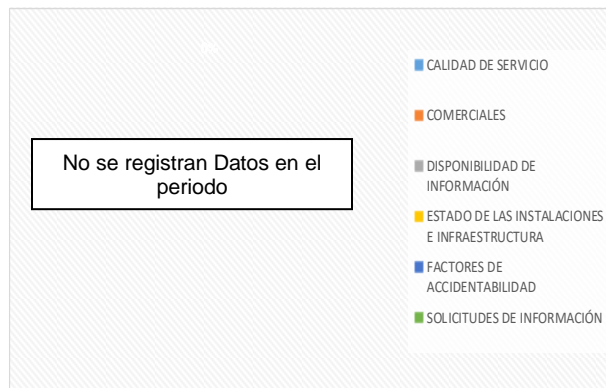 No se registran Datos en el
periodo
CALIDAD DE SERVICIO
COMERCIALES
DISPONIBILIDAD DE
INFORMACIÓN
ESTADO DE LAS INSTALACIONES
E INFRAESTRUCTURA
FACTORES DE
ACCIDENTABILIDAD
SOLICITUDES DE INFORMACIÓN